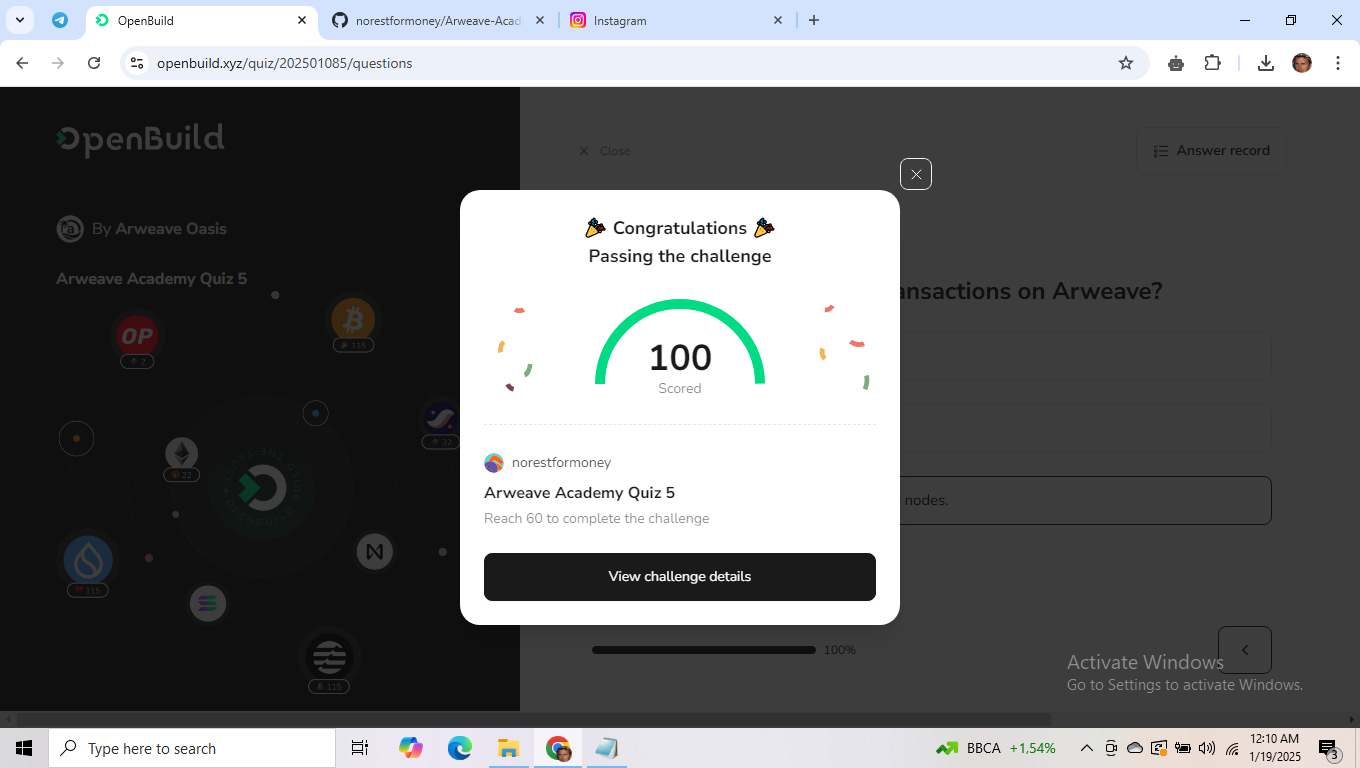 OpenBuild
norestformoney/Arweave-Acad
Instagram
openbuild.xyz/quiz/202501085/questions
OpenBuild
Close
Answer record
By Arweave Oasis
Arweave Academy Quiz 5
ansactions on Arweave?
🎉 Congratulations 🎉
Passing the challenge
100
Scored
norestformoney
Arweave Academy Quiz 5
Reach 60 to complete the challenge
View challenge details
nodes.
100%
OP
2
115
32
22
115
115
Activate Windows
Go to Settings to activate Windows.
Type here to search
BBCA +1,54%
12:10 AM
1/19/2025
3